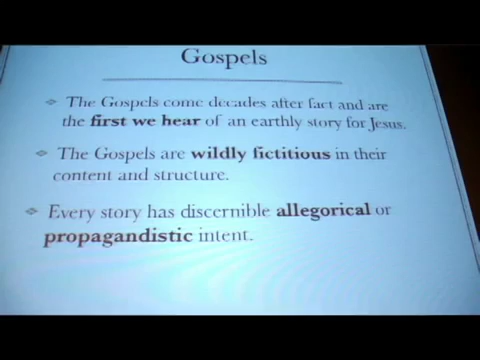 Gospels
The Gospels come decades after fact and are
the first we hear of an earthly story for Jesus.
The Gospels are wildly fictitious in their
content and structure.
Every story has discernible allegorical or
propagandistic intent.